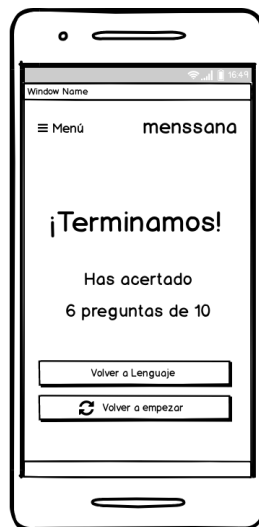 16:49
Window Name
Menú
menssana
¡Terminamos!
Has acertado
6 preguntas de 10
Volver a Lenguaje
Volver a empezar